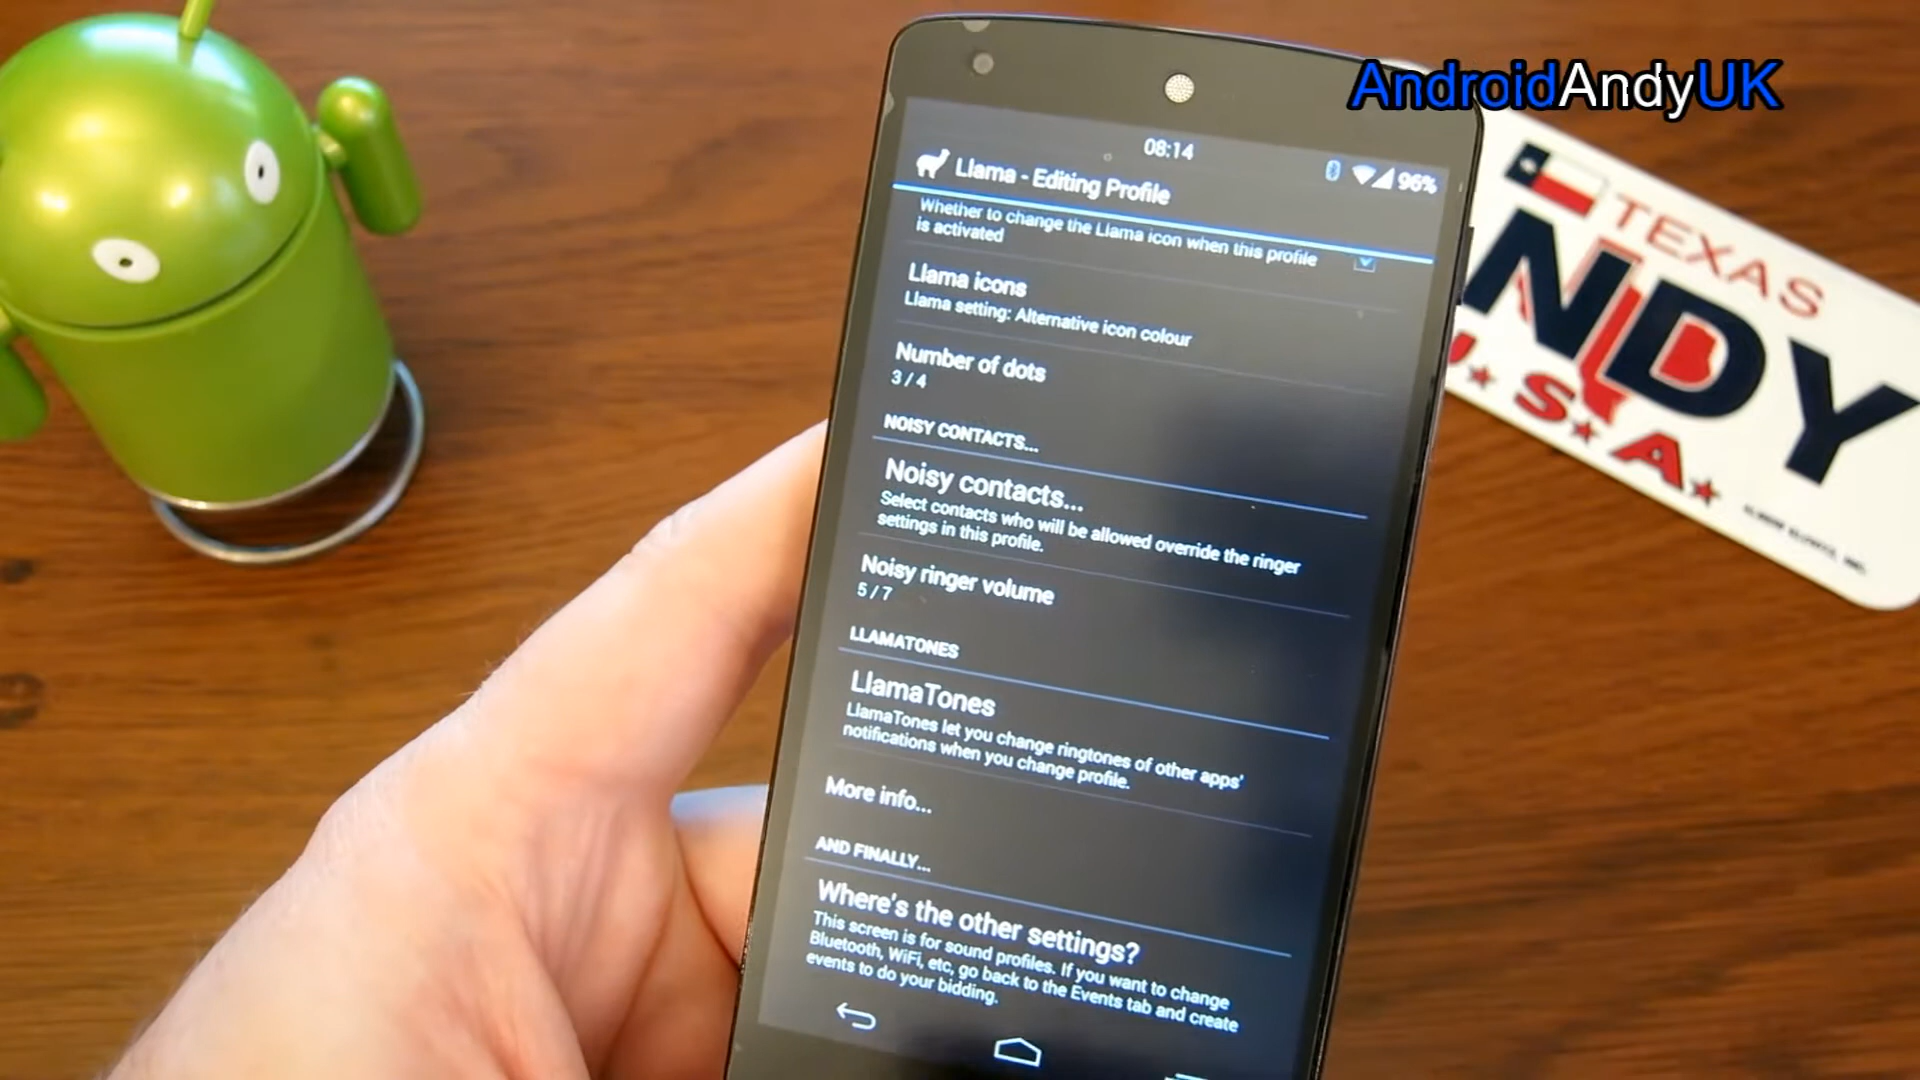 AndroidAndyUK
08:14
96%
Llama - Editing Profile
Whether to change the Llama icon when this profile
is activated
Llama icons
Llama setting: Alternative icon colour
Number of dots
3 / 4
NOISY CONTACTS...
Noisy contacts...
Select contacts who will be allowed override the ringer
settings in this profile.
Noisy ringer volume
5 / 7
LLAMATONES
LlamaTones
LlamaTones let you change ringtones of other apps'
notifications when you change profile.
More info...
AND FINALLY...
Where's the other settings?
This screen is for sound profiles. If you want to change
Bluetooth, WiFi, etc, go back to the Events tab and create
events to do your bidding.
TEXAS
NDY
U.S.A.